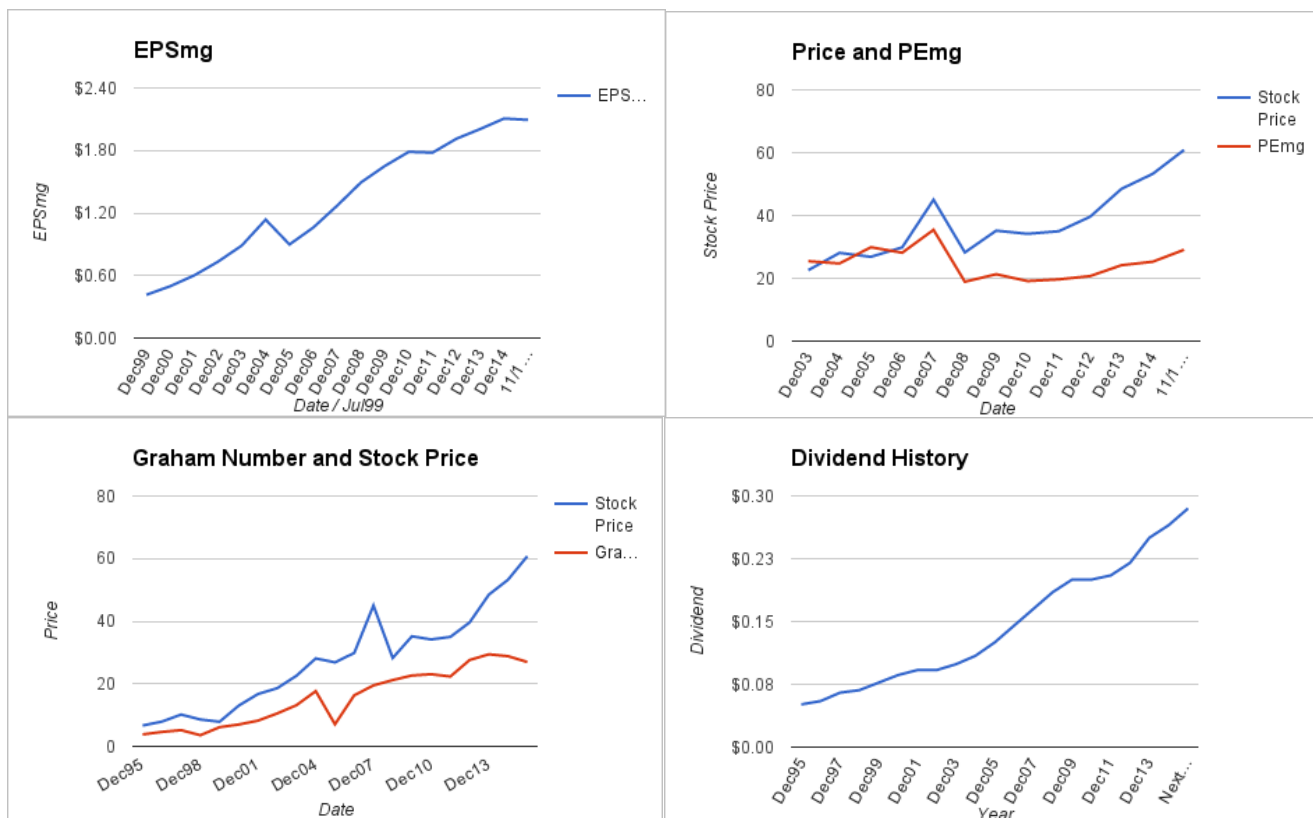 EPSmg
$2.40
$1.80
$1.20
$0.60
$0.00
EPSmg
EPS...
Dec99
Dec00
Dec01
Dec02
Dec03
Dec04
Dec05
Dec06
Dec07
Dec08
Dec09
Dec10
Dec11
Dec12
Dec13
Dec14
11/1 ...
Date / Jul99
Price and PEmg
80
60
40
20
0
Stock Price
Stock
Price
PEmg
Dec03
Dec04
Dec05
Dec06
Dec07
Dec08
Dec09
Dec10
Dec11
Dec12
Dec13
Dec14
11/1 ...
Date
Graham Number and Stock Price
80
60
40
20
0
Price
Stock
Price
Gra...
Dec95
Dec98
Dec01
Dec04
Dec07
Dec10
Dec13
Date
Dividend History
$0.30
$0.23
$0.15
$0.08
$0.00
Dividend
Dec95
Dec97
Dec99
Dec01
Dec03
Dec05
Dec07
Dec09
Dec11
Dec13
Next...
Year